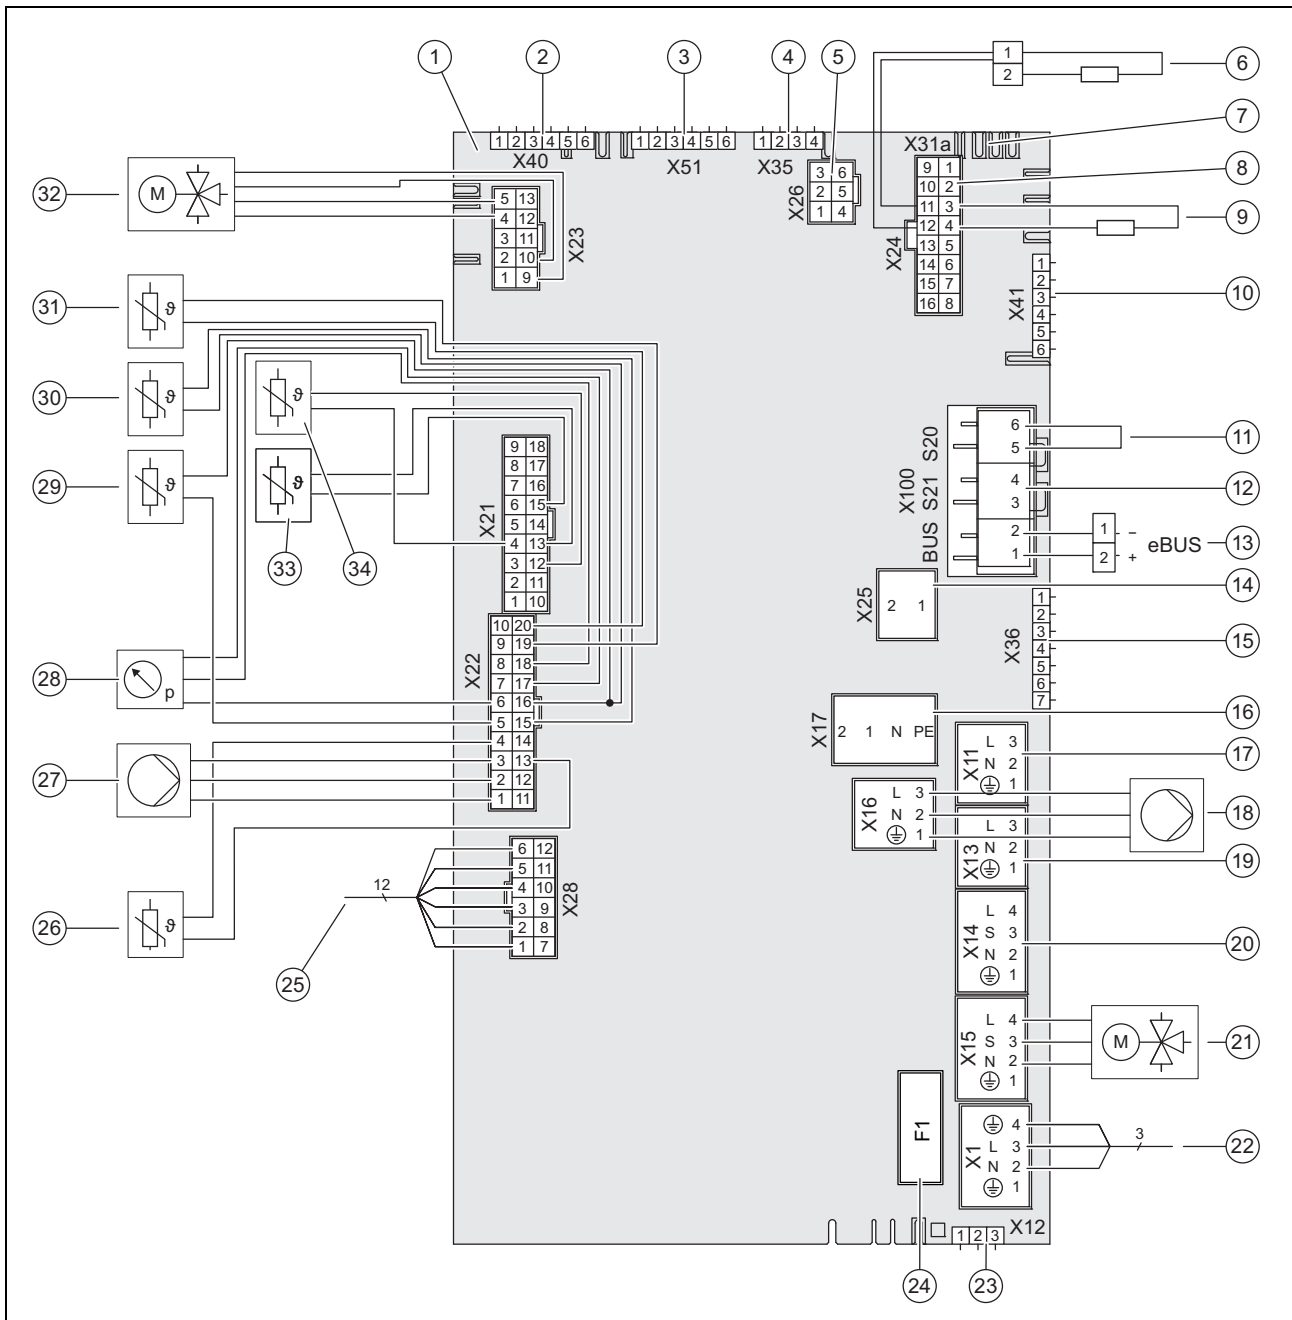 1 2 3 4 5 6
1 2 3 4 5 6
X40
1 2 3 4 5 6
X51
1 2 3 4
X35
7
X31a
3 6
2 5
1 4
X26
9 1
10 2
11 3
12 4
13 5
14 6
15 7
16 8
X24
8
9
32
M
5 13
4 12
3 11
2 10
1 9
X23
1
2
3
4
5
6
X41
10
31
ϑ
30
ϑ
29
ϑ
ϑ
ϑ
33
34
9 18
8 17
7 16
6 15
5 14
4 13
3 12
2 11
1 10
X21
6
5
4
3
2
1
X100
BUS S21 S20
11
12
1 −
2 +
eBUS
13
X25
2 1
14
1
2
3
4
5
6
7
X36
15
10 20
9 19
8 18
7 17
6 16
5 15
4 14
3 13
2 12
1 11
X22
28
p
27
X17
2 1 N PE
16
X11
L 3
N 2
1
17
X16
L 3
N 2
1
18
X13
L 3
N 2
1
19
6 12
5 11
4 10
3 9
2 8
1 7
X28
12
25
26
ϑ
X14
L 4
S 3
N 2
1
20
X15
L 4
S 3
N 2
1
M
21
F1
24
X1
4
L 3
N 2
1
3
22
1 2 3
X12
23